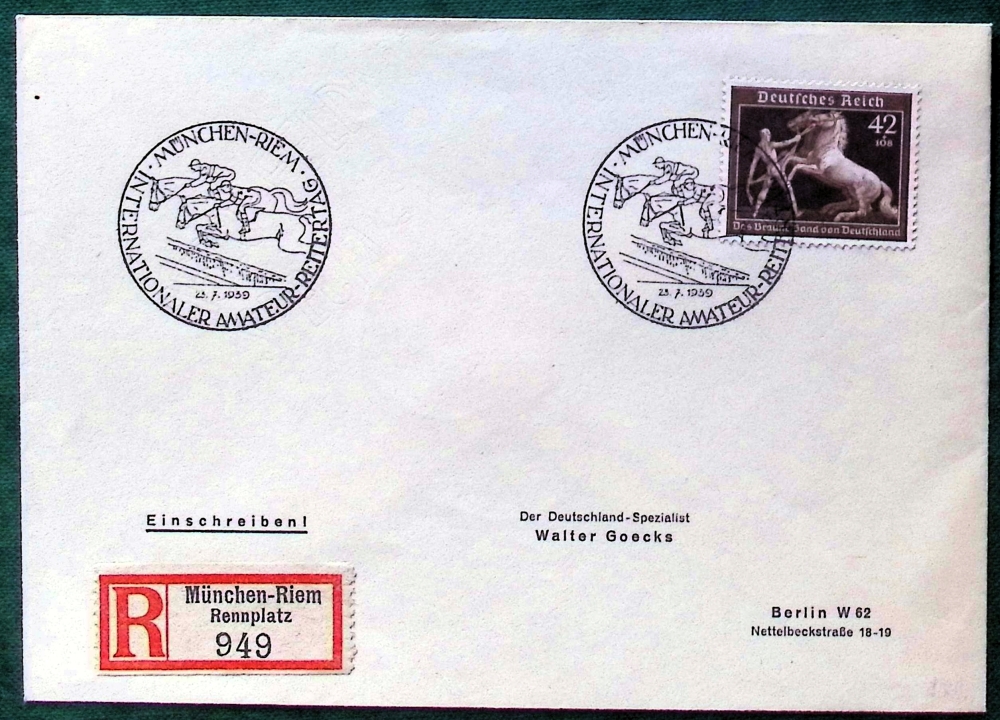 Deutsches Reich
42
+
108
Das Braune Band von Deutschland
MÜNCHEN-RIEM
INTERNATIONALER AMATEUR-REITERTAG
23. 7. 1939
MÜNCHEN-
INTERNATIONALER AMATEUR-REITERTA
23. 7. 1939
Einschreiben!
Der Deutschland-Spezialist
Walter Goecks
R
München-Riem
Rennplatz
949
Berlin W 62
Nettelbeckstraße 18-19